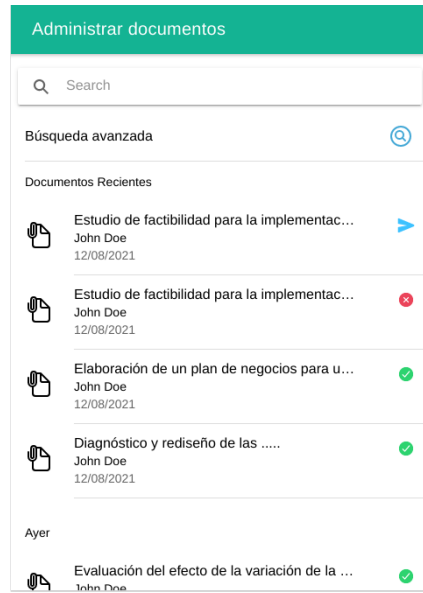 Administrar documentos
Search
Búsqueda avanzada
Documentos Recientes
Estudio de factibilidad para la implementac...
John Doe
12/08/2021
Estudio de factibilidad para la implementac...
John Doe
12/08/2021
Elaboración de un plan de negocios para u...
John Doe
12/08/2021
Diagnóstico y rediseño de las .....
John Doe
12/08/2021
Ayer
Evaluación del efecto de la variación de la ...
John Doe